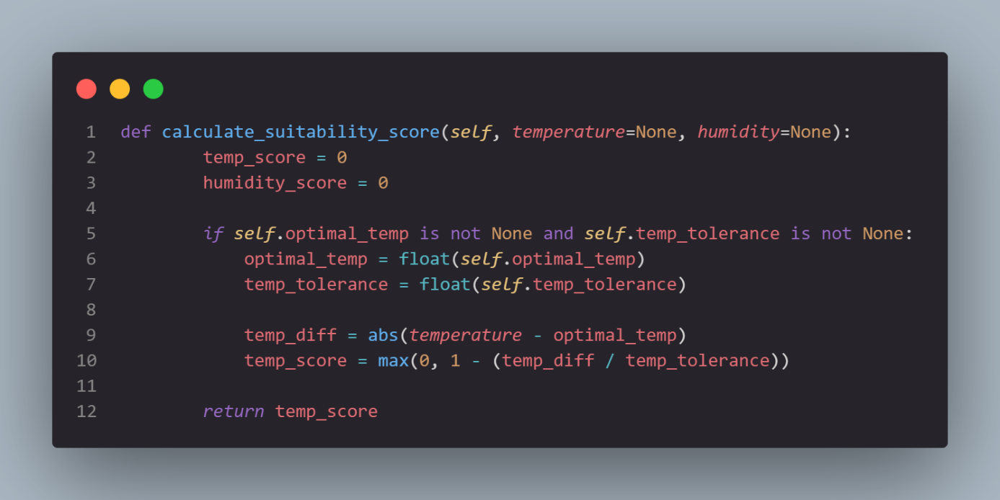 1 def calculate_suitability_score(self, temperature=None, humidity=None):
2         temp_score = 0
3         humidity_score = 0
4
5         if self.optimal_temp is not None and self.temp_tolerance is not None:
6             optimal_temp = float(self.optimal_temp)
7             temp_tolerance = float(self.temp_tolerance)
8
9             temp_diff = abs(temperature - optimal_temp)
10             temp_score = max(0, 1 - (temp_diff / temp_tolerance))
11
12         return temp_score